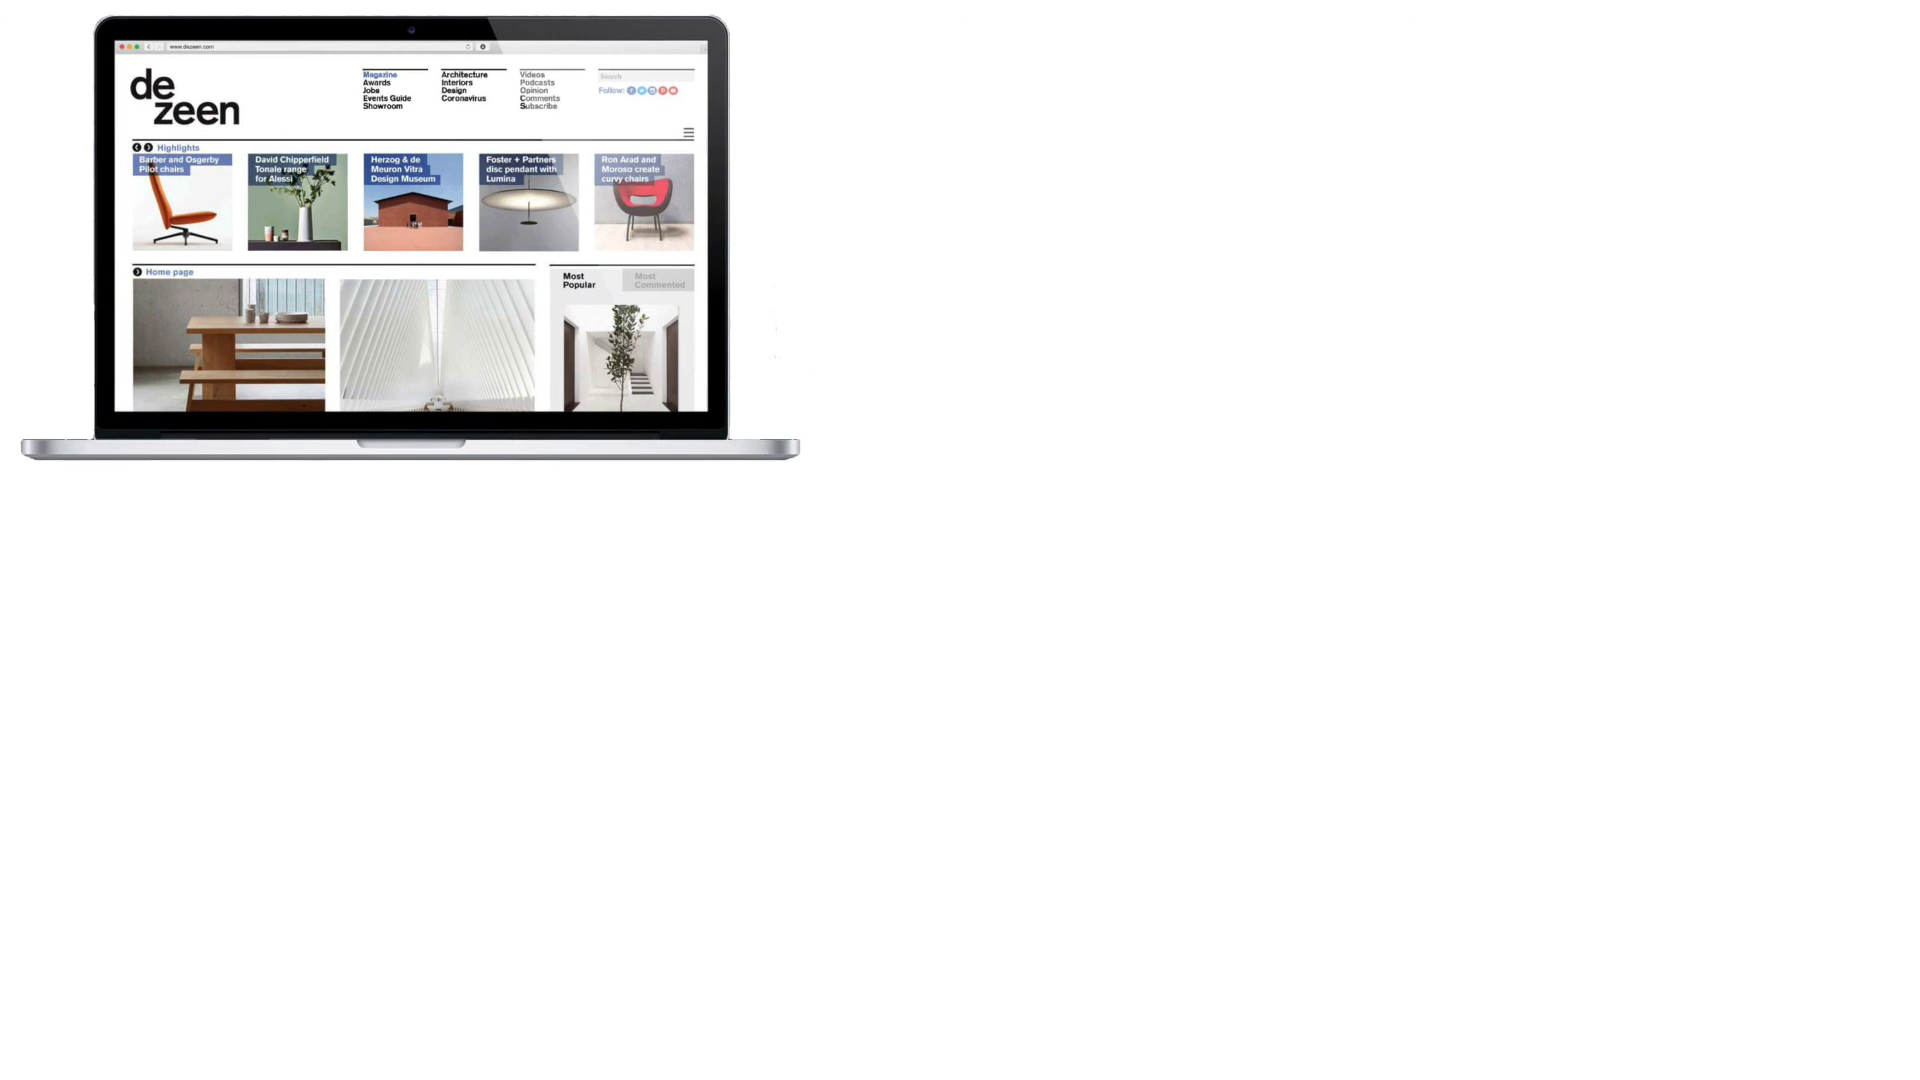 www.dezeen.com
de
zeen
Magazine
Awards
Jobs
Events Guide
Showroom
Architecture
Interiors
Design
Coronavirus
Videos
Podcasts
Opinion
Comments
Subscribe
Search
Follow:
Highlights
Barber and Osgerby
Pilot chairs
David Chipperfield
Tonale range
for Alessi
Herzog & de
Meuron Vitra
Design Museum
Foster + Partners
disc pendant with
Lumina
Ron Arad and
Moroso create
curvy chairs
Home page
Most
Popular
Most
Commented